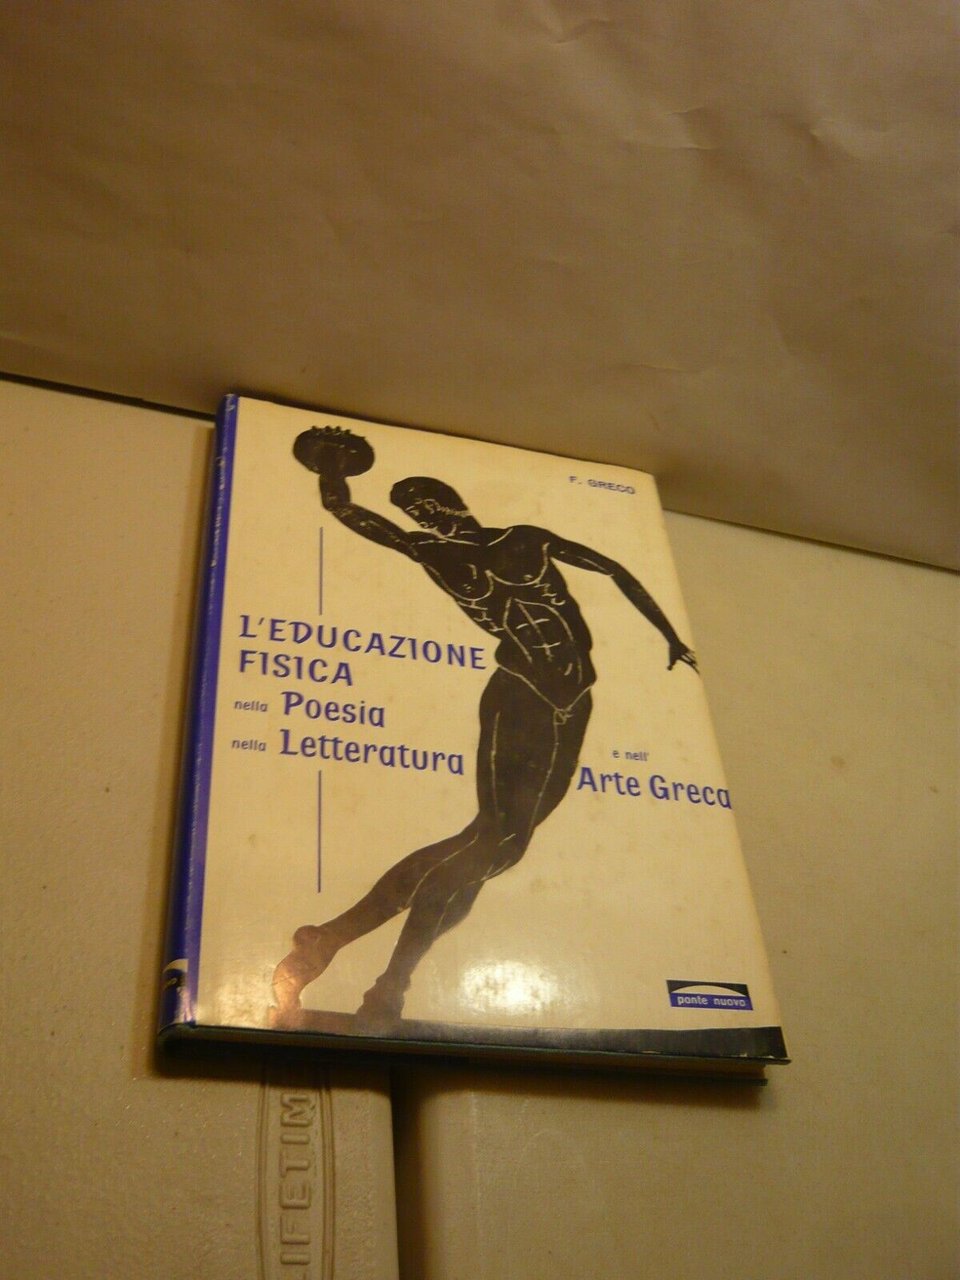 F. GRECO
L'EDUCAZIONE
FISICA
nella Poesia
nella Letteratura
e nell'
Arte Greca
ponte nuovo
LIFETIM